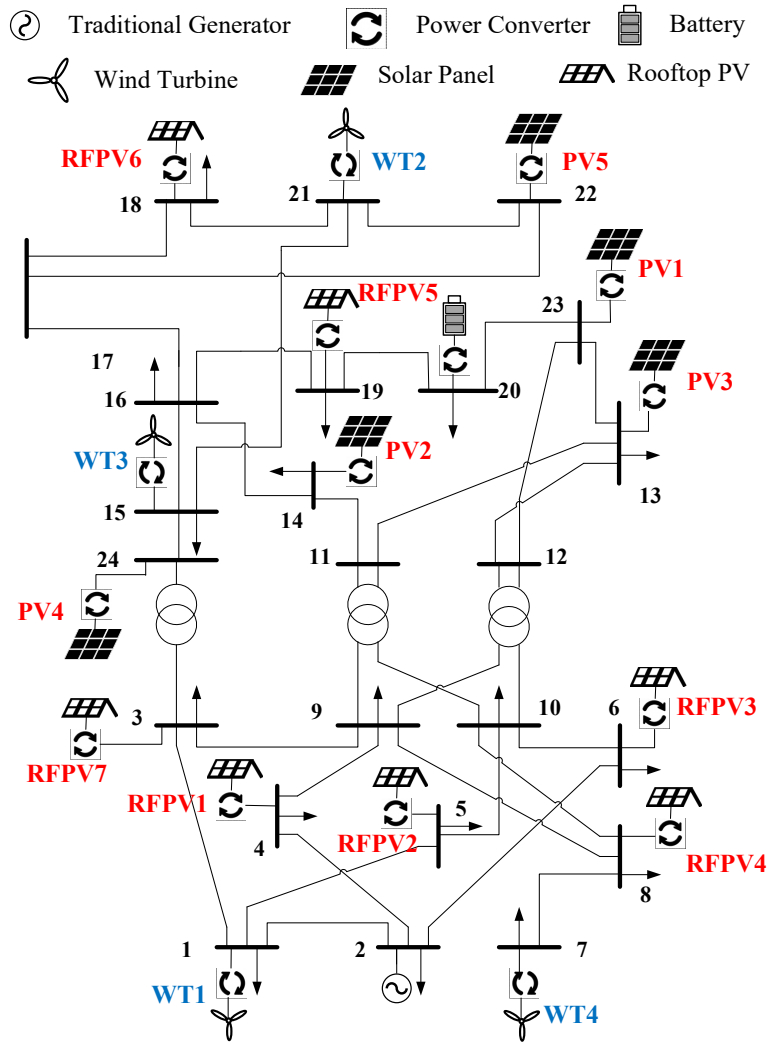 Traditional Generator Power Converter Battery
Wind Turbine Solar Panel Rooftop PV
RFPV6 WT2 PV5
18 21 22
PV1
RFPV5
23
17
PV3
16 19 20
WT3 PV2
15 14 13
24 11 12
PV4
3 9 10 6
RFPV3
RFPV7
RFPV1
5
RFPV2
4
RFPV4
8
1 2 7
WT1 WT4